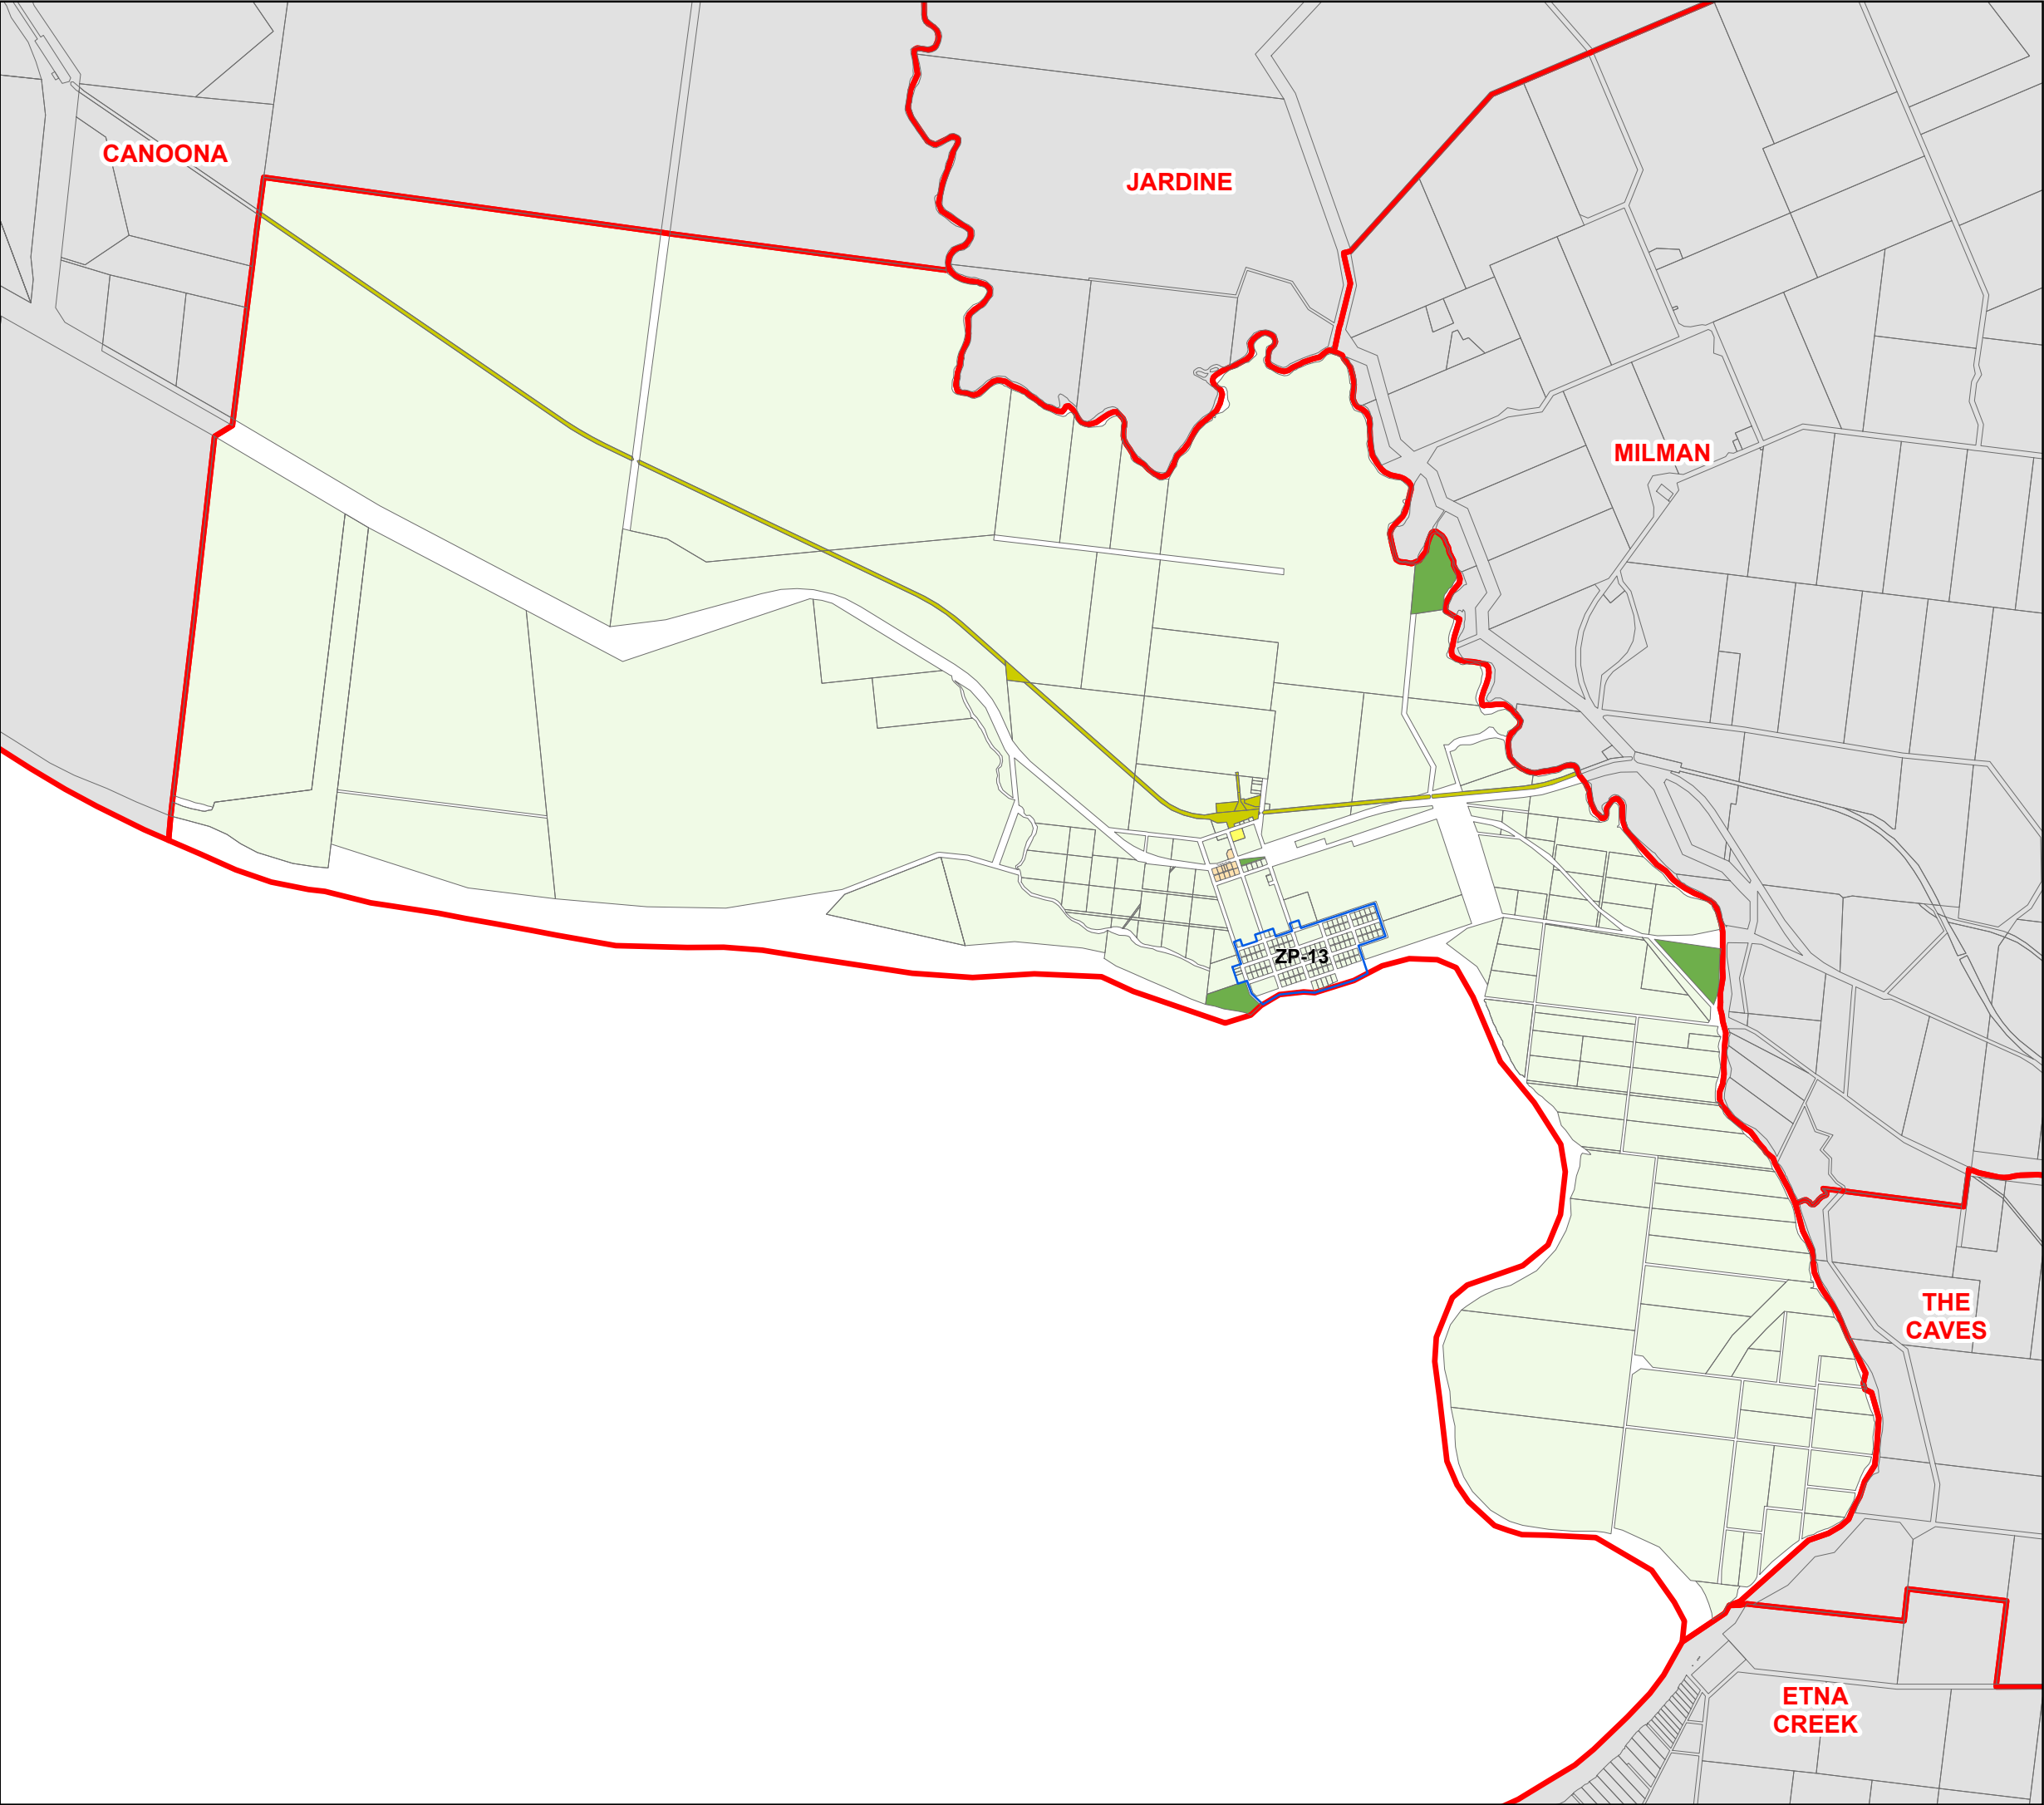 CANOONA
JARDINE
MILMAN
ZP-13
THE
CAVES
ETNA
CREEK